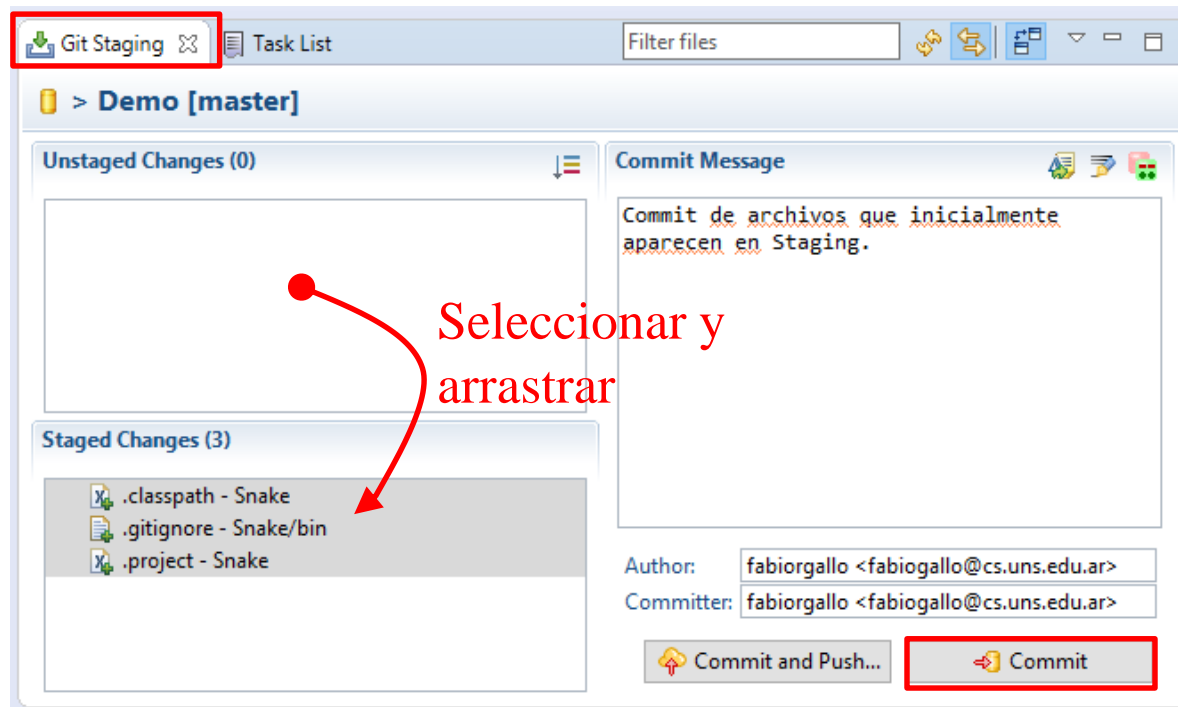 Git Staging
Task List
Filter files
> Demo [master]
Unstaged Changes (0)
Commit Message
Commit de archivos que inicialmente
aparecen en Staging.
Seleccionar y
arrastrar
Staged Changes (3)
.classpath - Snake
.gitignore - Snake/bin
.project - Snake
Author: fabiorgallo <fabiogallo@cs.uns.edu.ar>
Committer: fabiorgallo <fabiogallo@cs.uns.edu.ar>
Commit and Push...
Commit